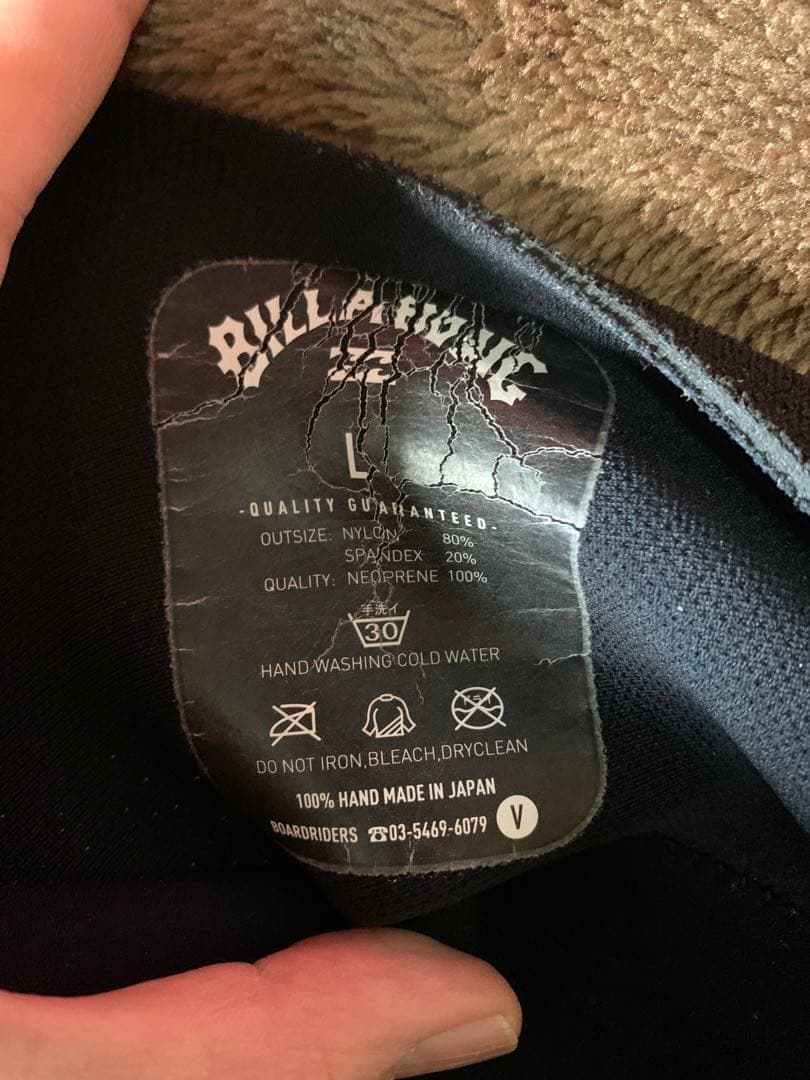 BILLABONG
L
-QUALITY GUARANTEED-
OUTSIZE: NYLON 80%
SPANDEX 20%
QUALITY: NEOPRENE 100%
手洗イ
30
HAND WASHING COLD WATER
DO NOT IRON,BLEACH,DRYCLEAN
100% HAND MADE IN JAPAN
BOARDRIDERS ☎03-5469-6079 V